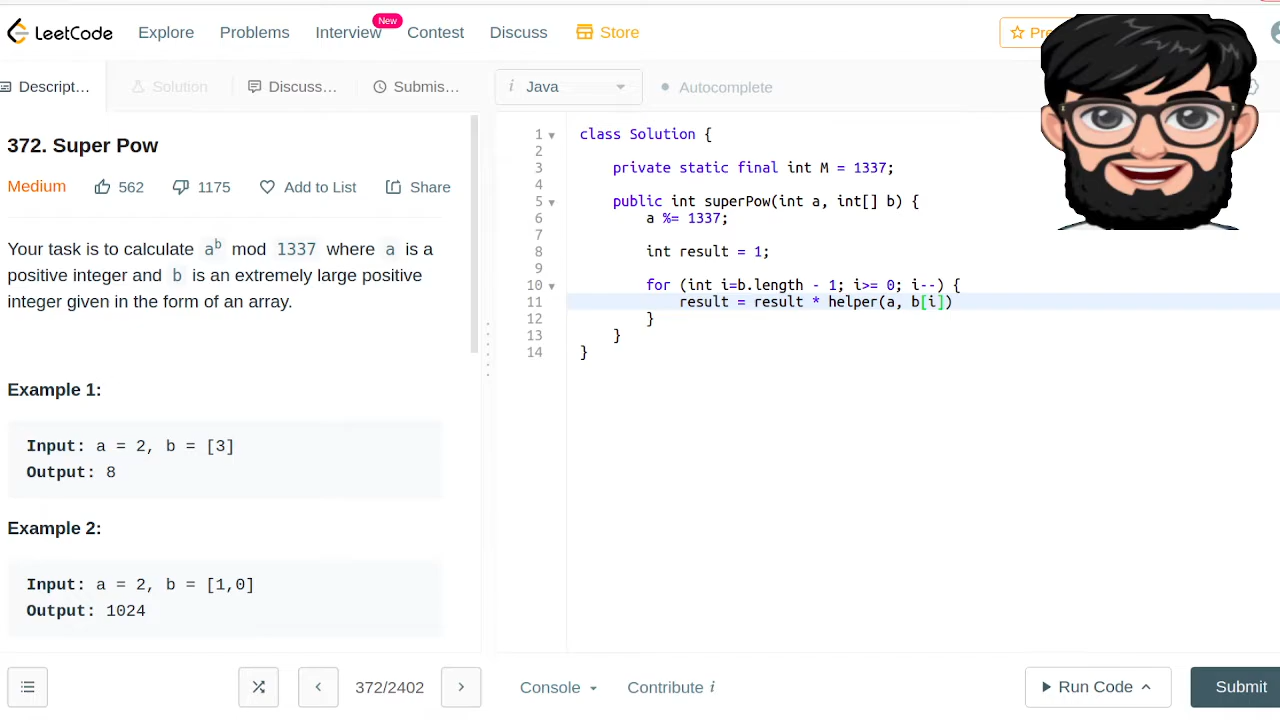 LeetCode Explore Problems Interview New Contest Discuss Store Pre
Descript... Solution Discuss... Submis... i Java Autocomplete
372. Super Pow
Medium 562 1175 Add to List Share
Your task is to calculate aᵇ mod 1337 where a is a
positive integer and b is an extremely large positive
integer given in the form of an array.
Example 1:
Input: a = 2, b = [3]
Output: 8
Example 2:
Input: a = 2, b = [1,0]
Output: 1024
1 class Solution {
2
3 private static final int M = 1337;
4
5 public int superPow(int a, int[] b) {
6 a %= 1337;
7
8 int result = 1;
9
10 for (int i=b.length - 1; i>= 0; i--) {
11 result = result * helper(a, b[i])
12 }
13 }
14 }
372/2402 Console Contribute i Run Code Submit